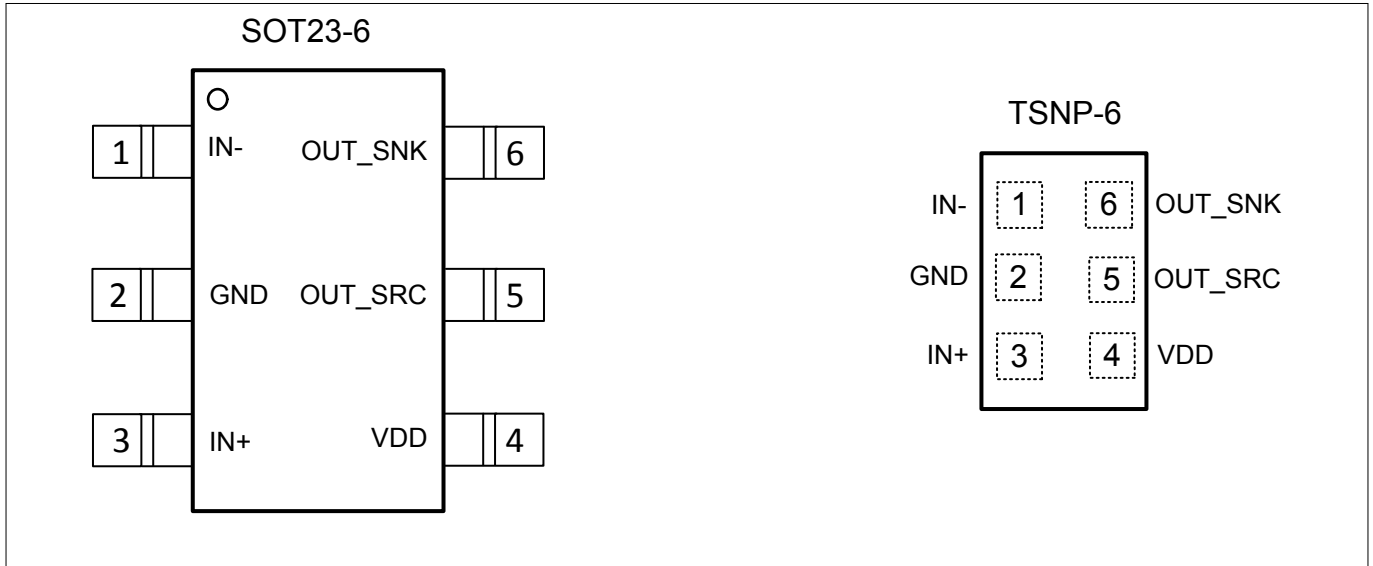 SOT23-6
1 IN- OUT_SNK 6
2 GND OUT_SRC 5
3 IN+ VDD 4
TSNP-6
IN- 1 6 OUT_SNK
GND 2 5 OUT_SRC
IN+ 3 4 VDD